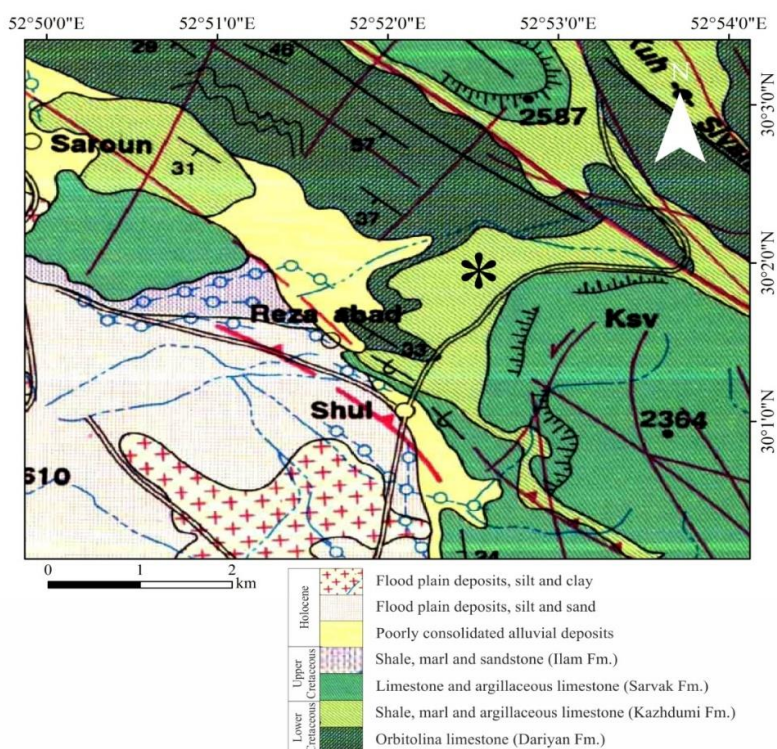 52°50'0"E 52°51'0"E 52°52'0"E 52°53'0"E 52°54'0"E
29
46
2587
30°3'0"N
N
Saroun
31
57
37
30°2'0"N
Reza abad
Ksv
33
Shul
2364
30°1'0"N
610
24
0 1 2
km
Holocene
Flood plain deposits, silt and clay
Flood plain deposits, silt and sand
Poorly consolidated alluvial deposits
Upper
Cretaceous
Shale, marl and sandstone (Ilam Fm.)
Limestone and argillaceous limestone (Sarvak Fm.)
Lower
Cretaceous
Shale, marl and argillaceous limestone (Kazhdumi Fm.)
Orbitolina limestone (Dariyan Fm.)